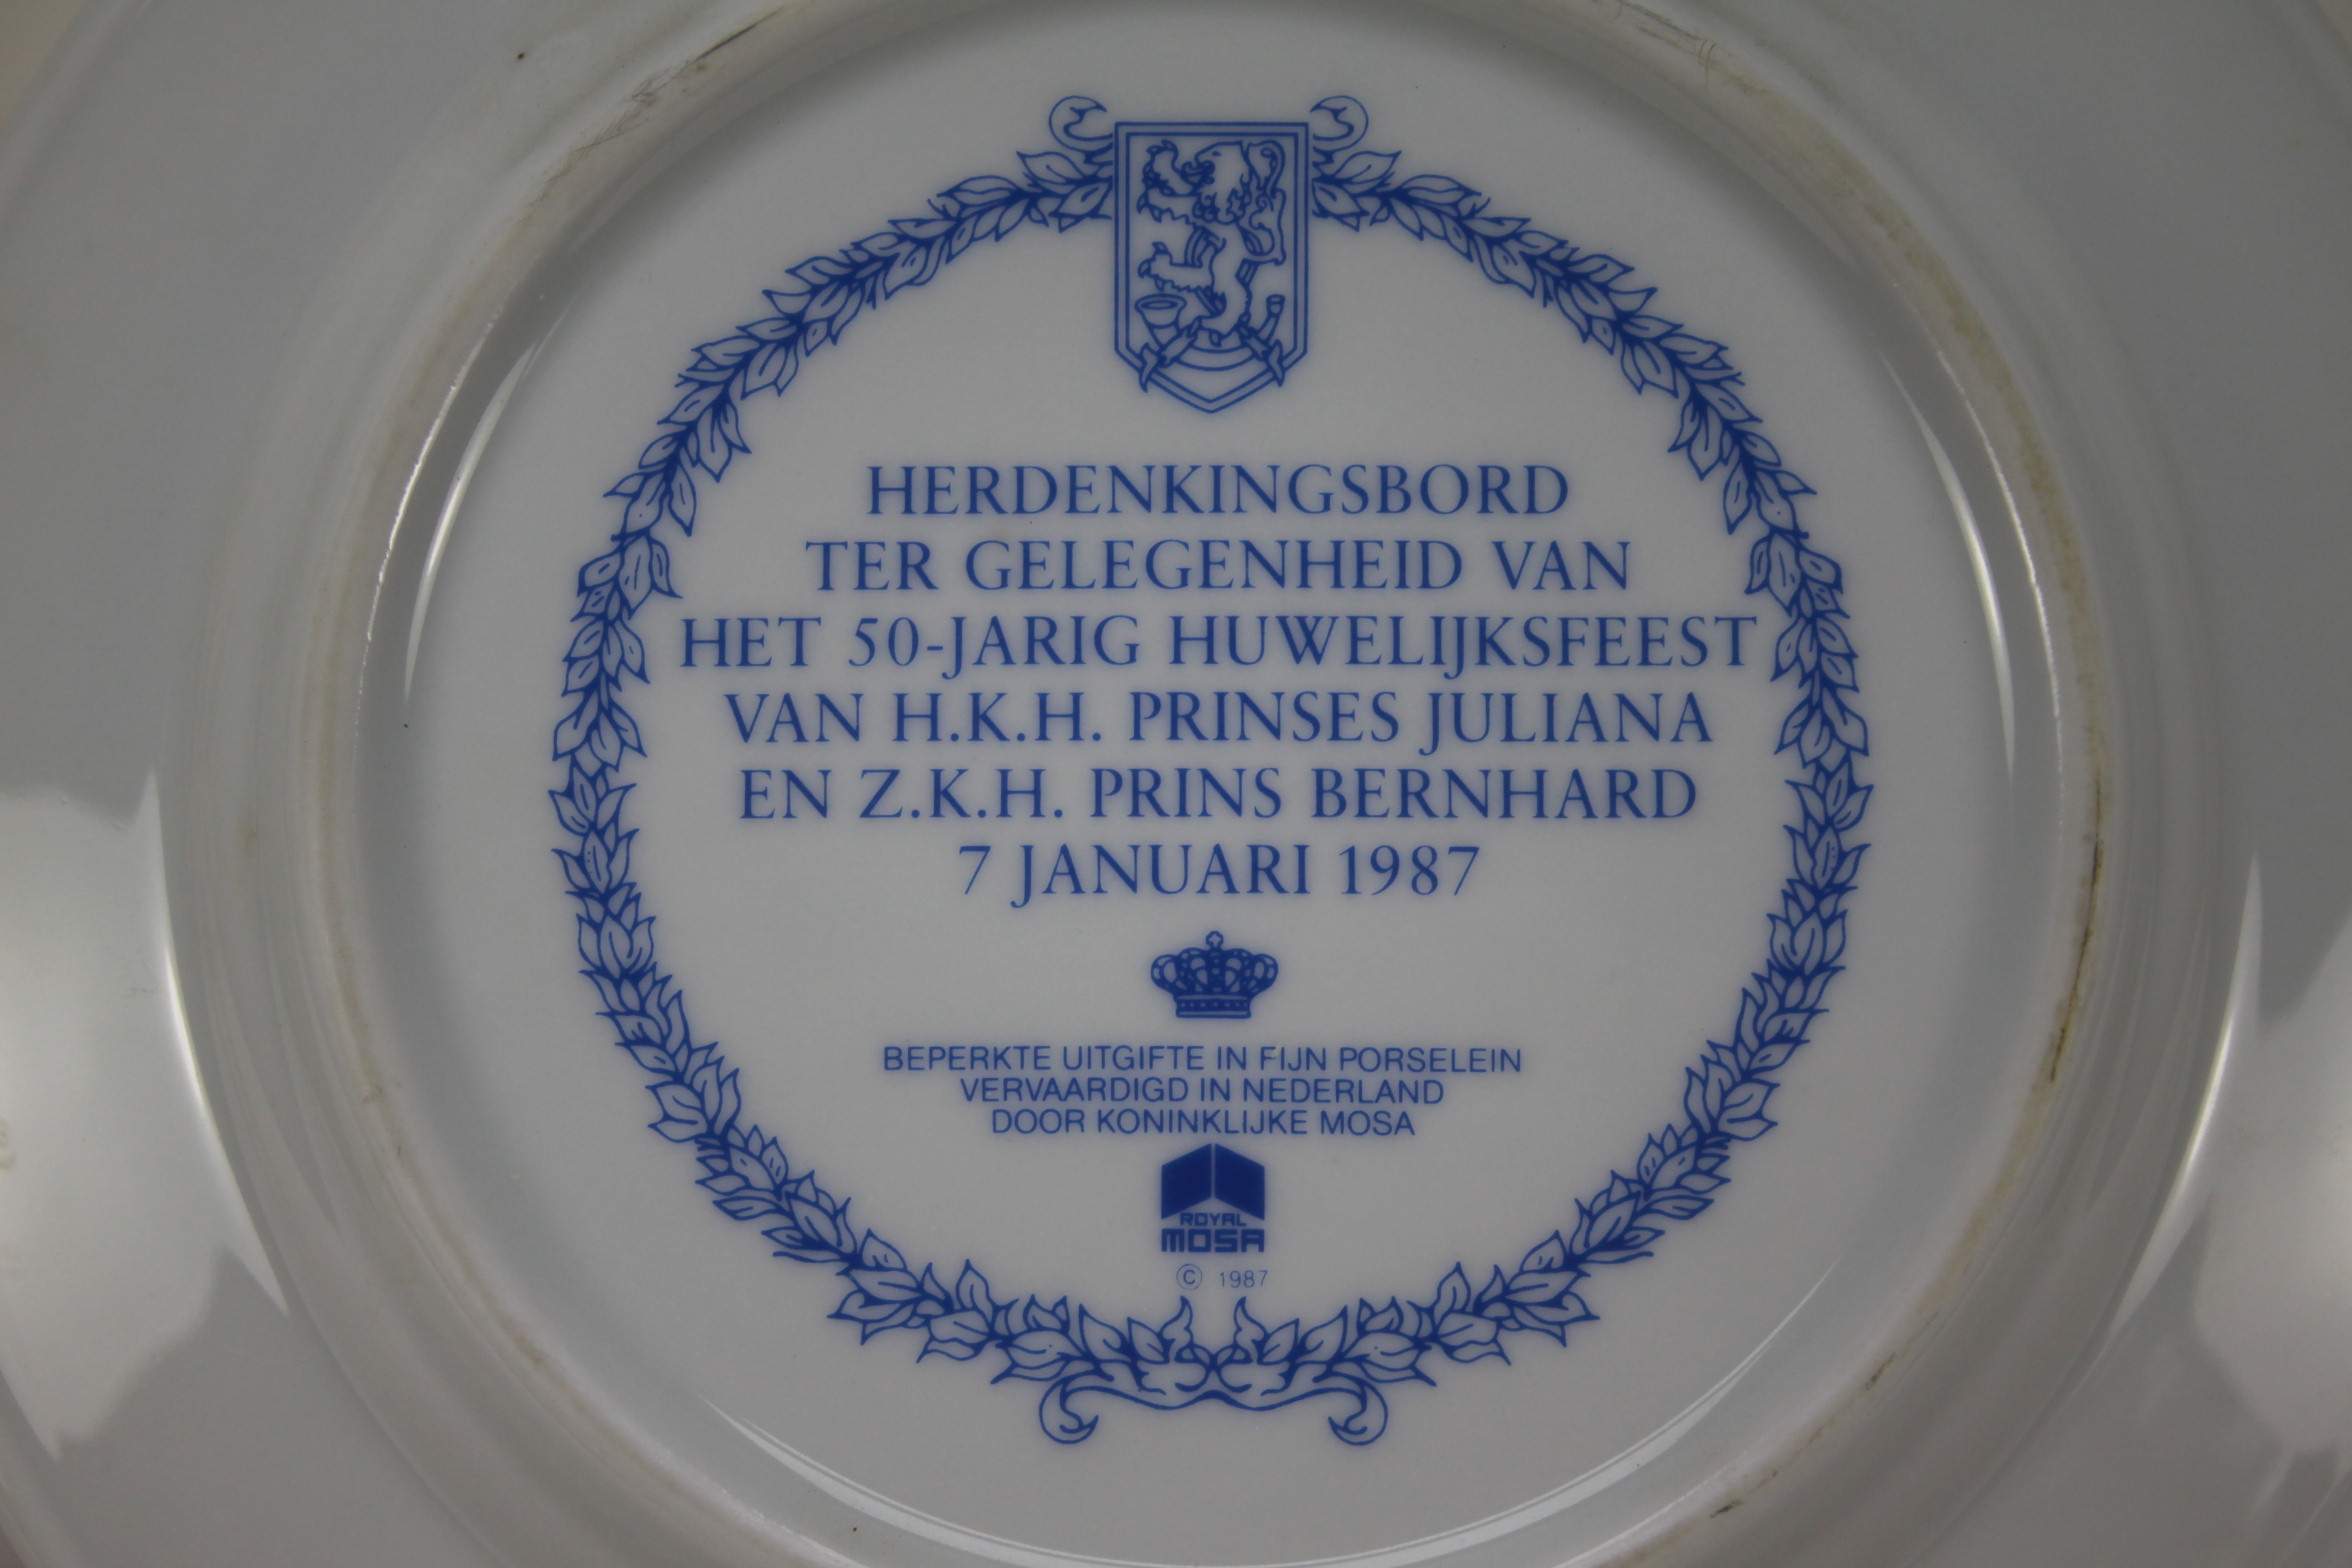 HERDENKINGSBORD
TER GELEGENHEID VAN
HET 50-JARIG HUWELIJKSFEEST
VAN H.K.H. PRINSES JULIANA
EN Z.K.H. PRINS BERNHARD
7 JANUARI 1987
BEPERKTE UITGIFTE IN FIJN PORSELEIN
VERVAARDIGD IN NEDERLAND
DOOR KONINKLIJKE MOSA
ROYAL
MOSA
© 1987